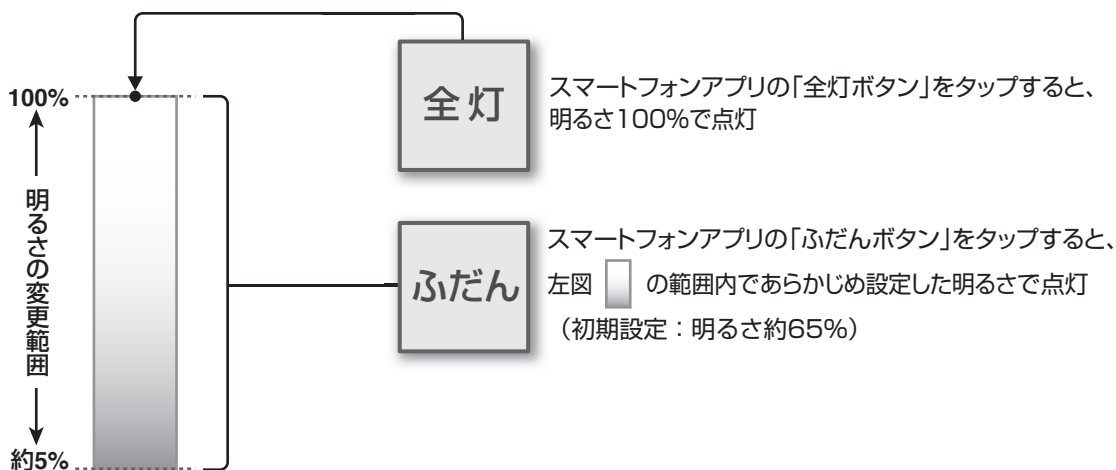 100%
明るさの変更範囲
約5%
全灯
スマートフォンアプリの「全灯ボタン」をタップすると、
明るさ100%で点灯
ふだん
スマートフォンアプリの「ふだんボタン」をタップすると、
左図 の範囲内であらかじめ設定した明るさで点灯
（初期設定：明るさ約65%）